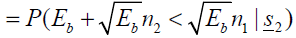 = P(E_b + √E_b n_2 < √E_b n_1 | s_2)